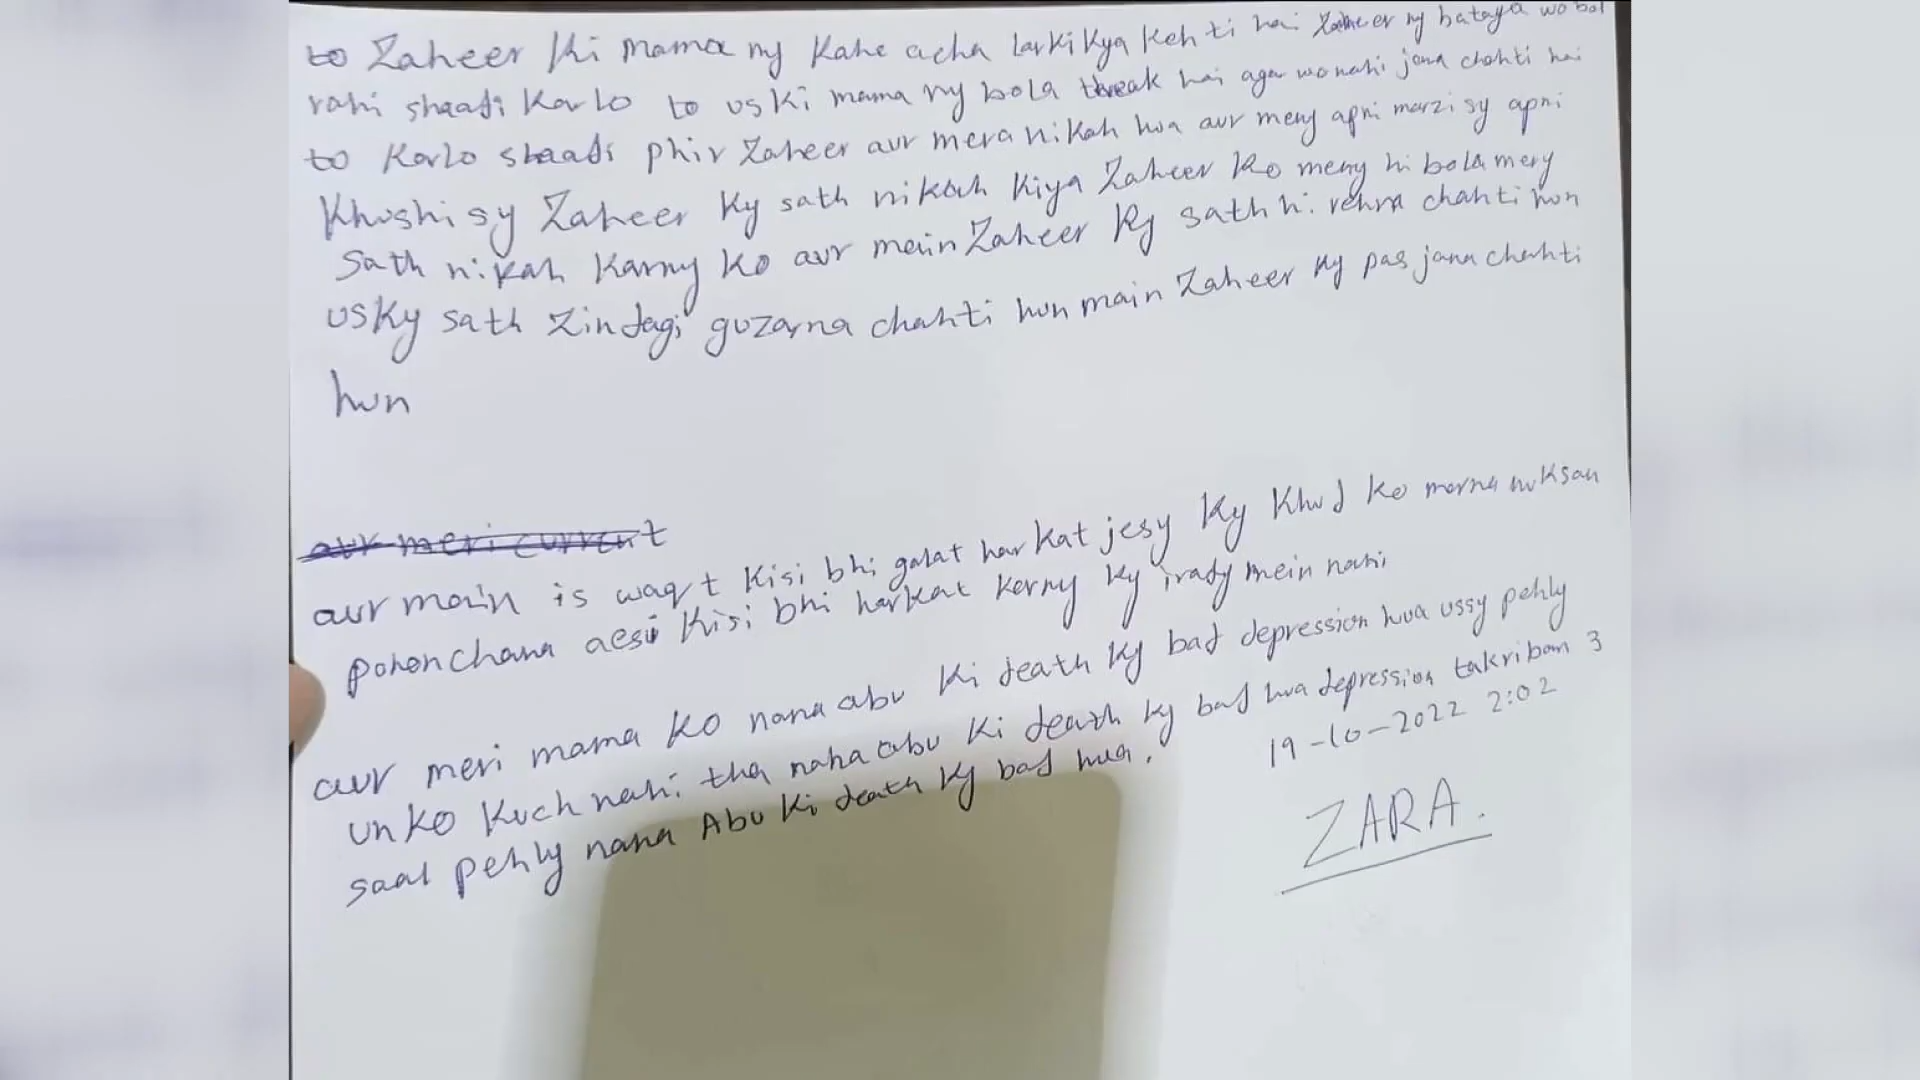 to Zaheer ki mama ny kahe acha larki kya kehti hai Zaheer ny bataya wo bol
rahi shaadi karlo to uski mama ny bola theak hai agar wo nahi jana chahti hai
to karlo shaadi phir Zaheer aur mera nikah hua aur meny apni marzi sy apni
khushi sy Zaheer ky sath nikah kiya Zaheer ko meny hi bola mery
sath nikah karny ko aur main Zaheer ky sath hi rehna chahti hon
usky sath zindagi guzarna chahti hun main Zaheer ky pas jana chahti
hun
aur meri current
aur main is waqt kisi bhi galat harkat jesy ky khud ko marna nuksan
pohonchana aesi kisi bhi harkat kerny ky irady mein nahi
aur meri mama ko nana abu ki death ky bad depression hua ussy pehly
unko kuch nahi tha nana abu ki death ky bad hua depression takriban 3
saal pehly nana Abu ki death ky bad hua.
19-10-2022 2:02
ZARA.